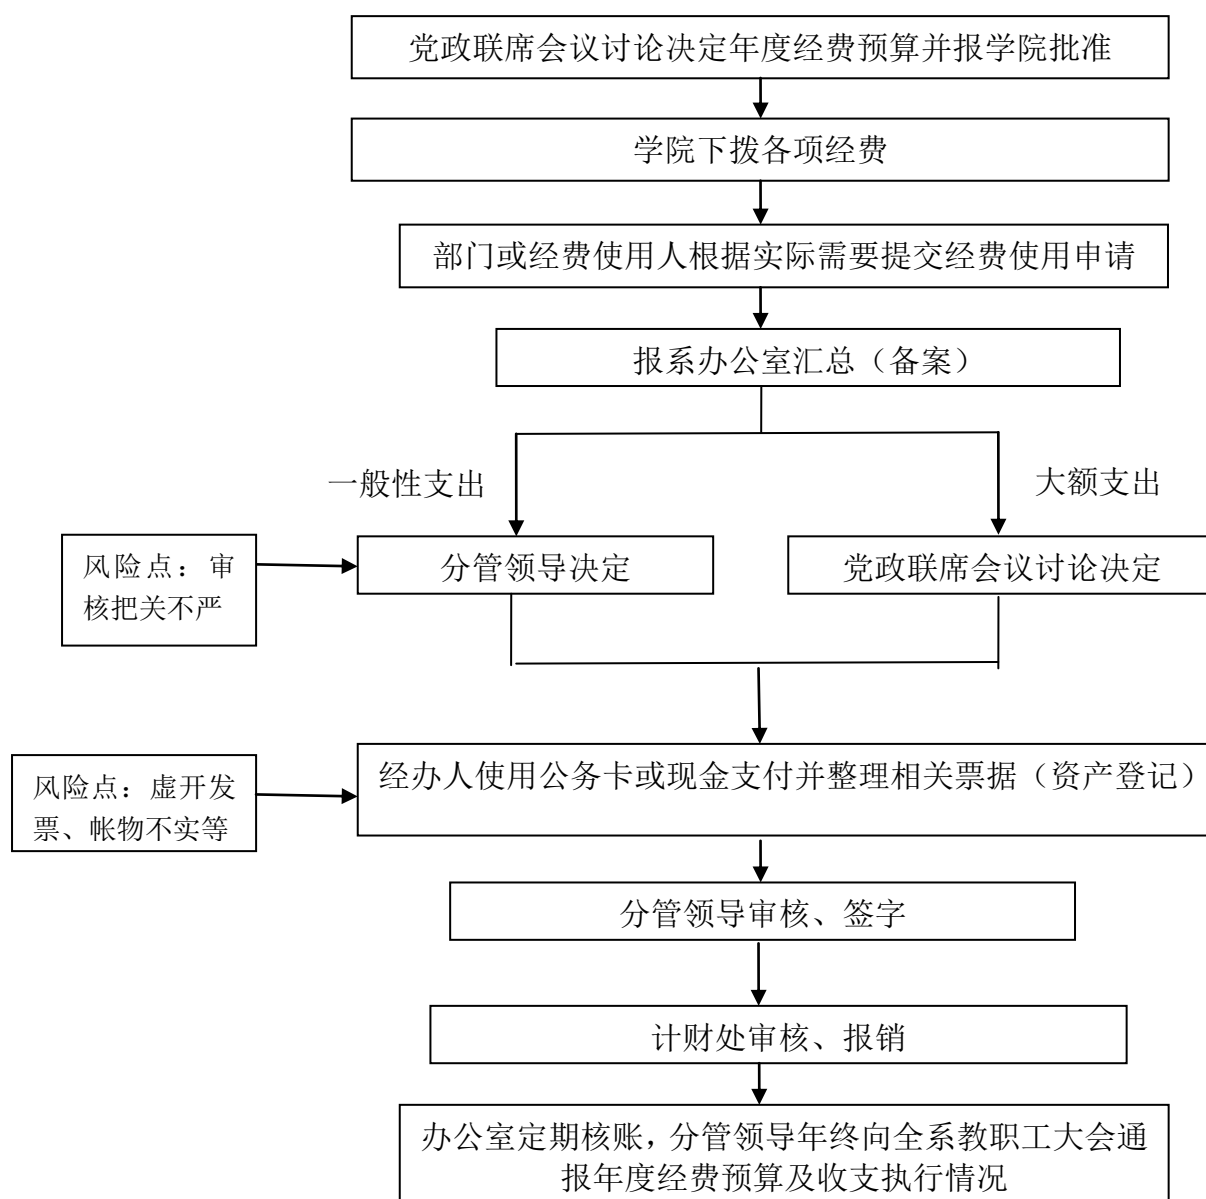 党政联席会议讨论决定年度经费预算并报学院批准
学院下拨各项经费
部门或经费使用人根据实际需要提交经费使用申请
报系办公室汇总（备案）
一般性支出
大额支出
风险点：审
核把关不严
分管领导决定
党政联席会议讨论决定
风险点：虚开发
票、帐物不实等
经办人使用公务卡或现金支付并整理相关票据（资产登记）
分管领导审核、签字
计财处审核、报销
办公室定期核账，分管领导年终向全系教职工大会通
报年度经费预算及收支执行情况